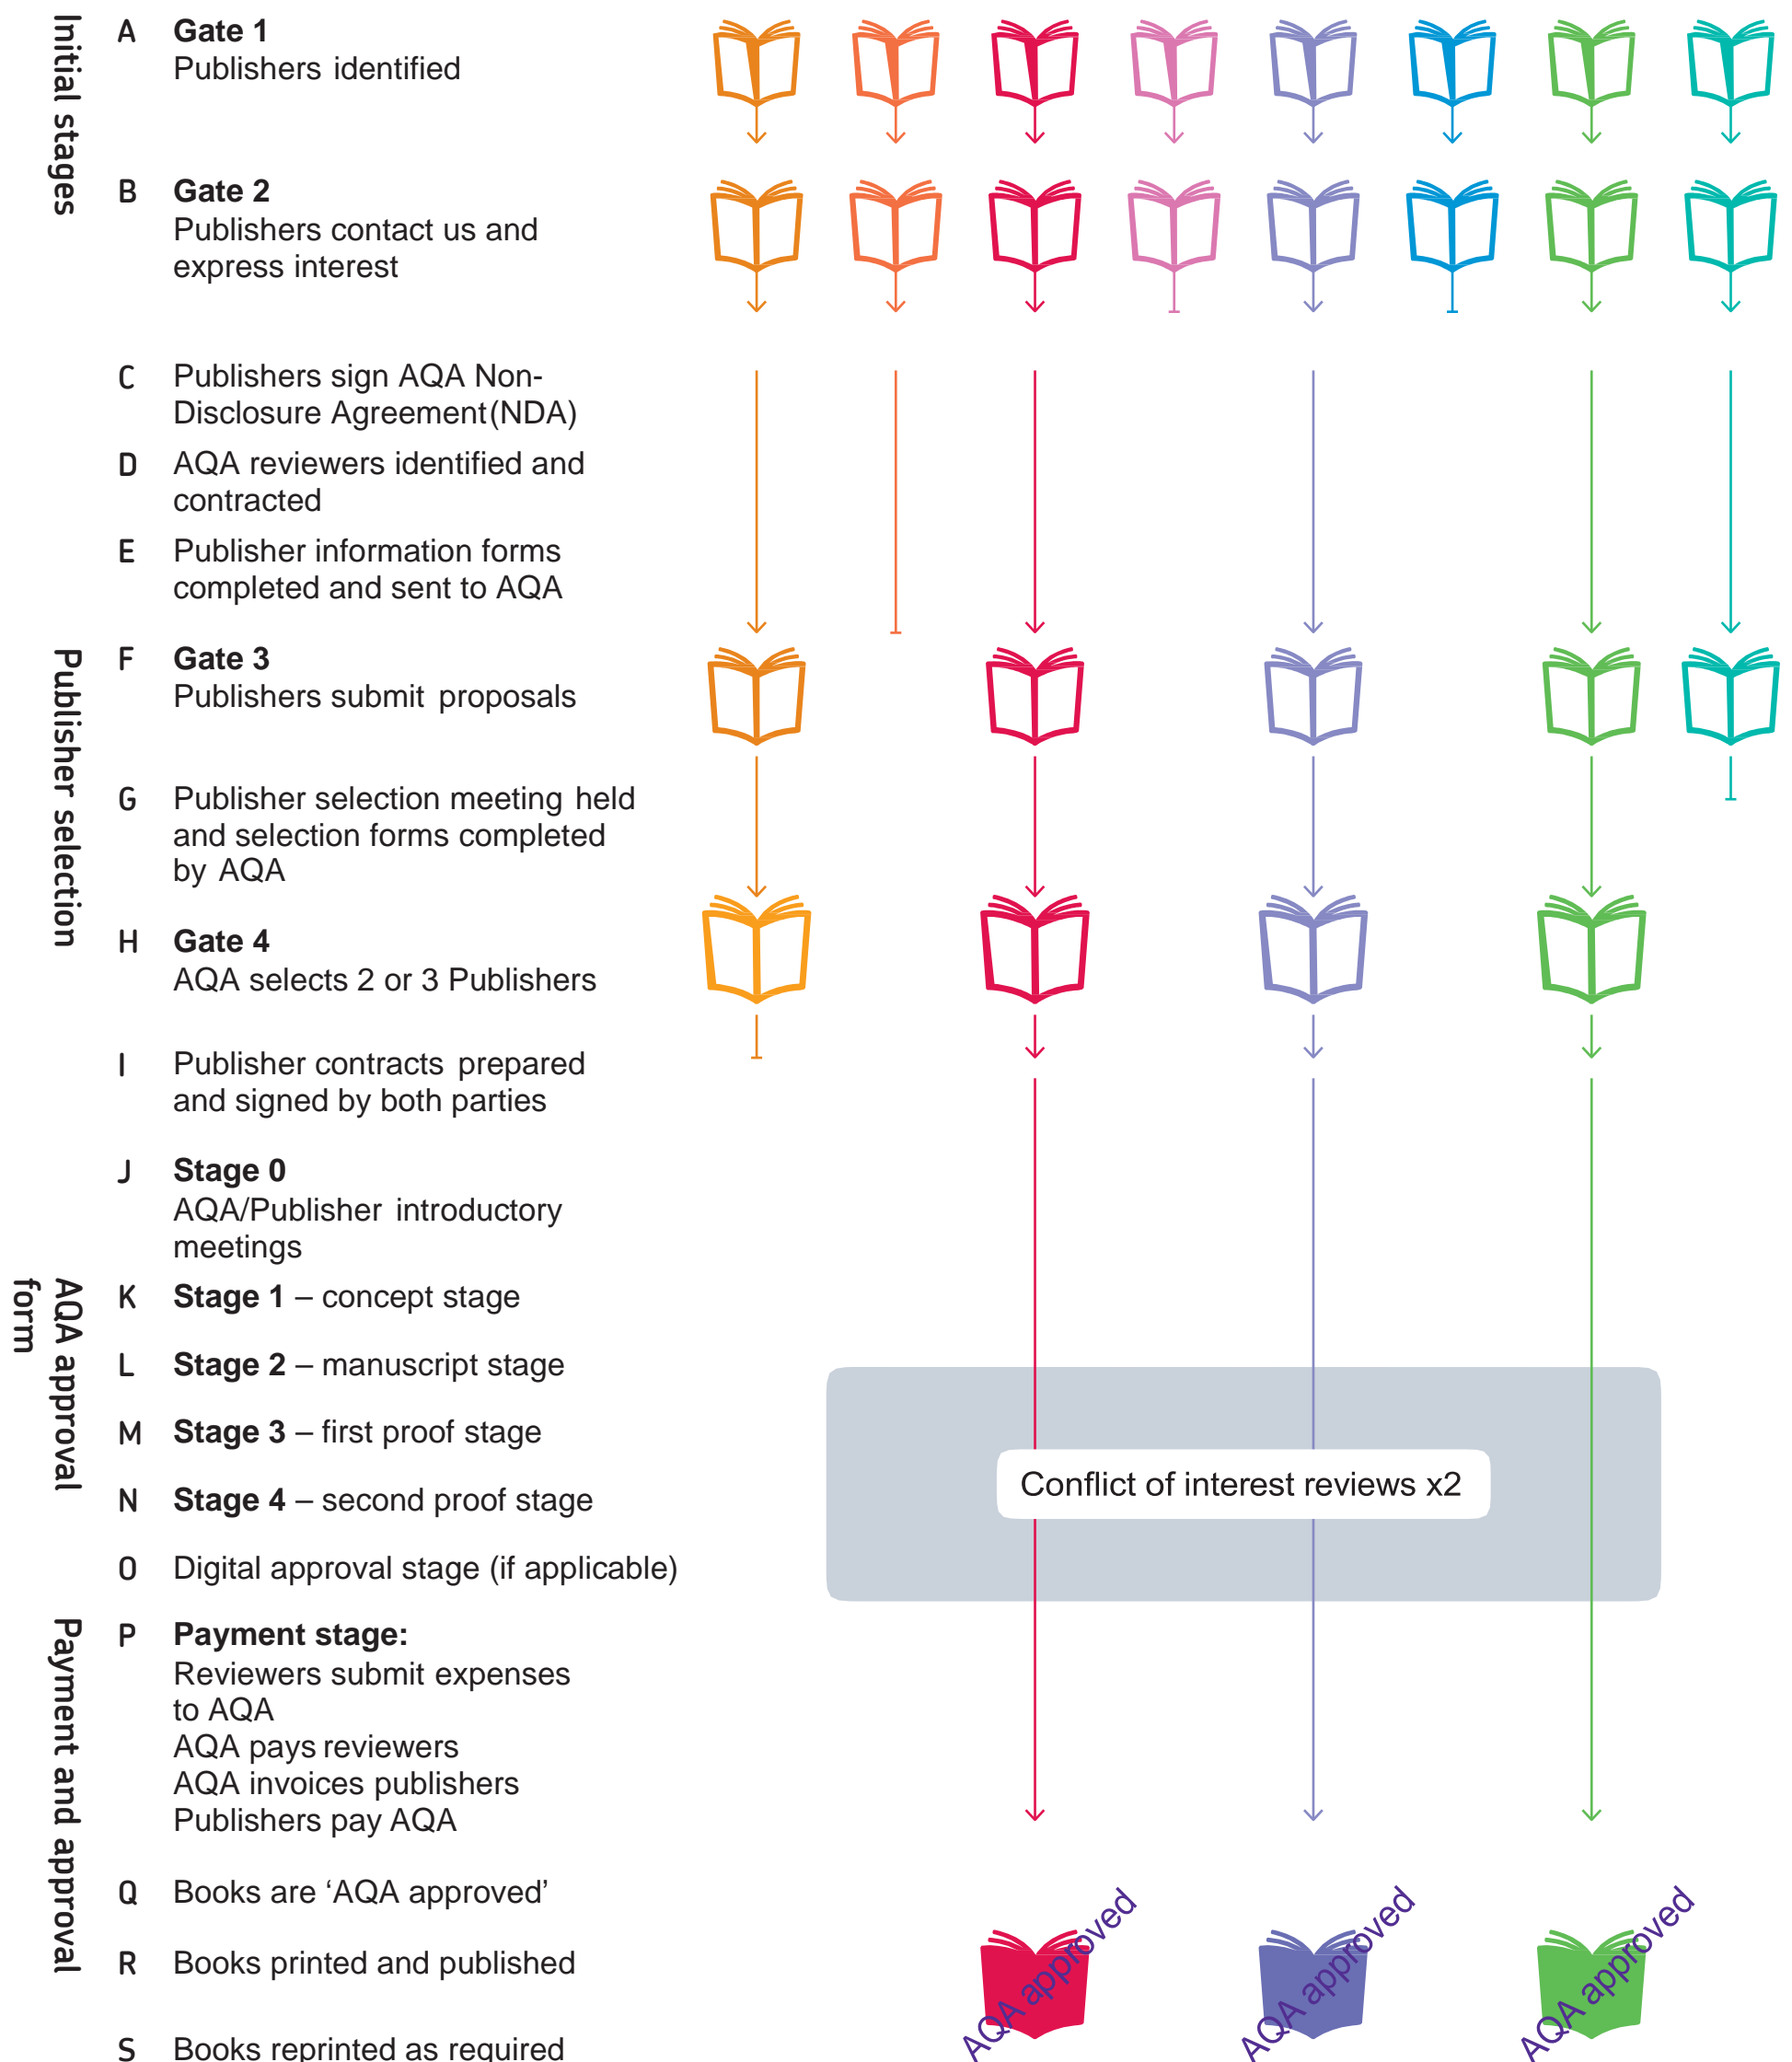 Initial stages
A Gate 1
Publishers identified
B Gate 2
Publishers contact us and
express interest
C Publishers sign AQA Non-
Disclosure Agreement (NDA)
D AQA reviewers identified and
contracted
E Publisher information forms
completed and sent to AQA
Publisher selection
F Gate 3
Publishers submit proposals
G Publisher selection meeting held
and selection forms completed
by AQA
H Gate 4
AQA selects 2 or 3 Publishers
I Publisher contracts prepared
and signed by both parties
J Stage 0
AQA/Publisher introductory
meetings
AQA approval
form
K Stage 1 – concept stage
L Stage 2 – manuscript stage
M Stage 3 – first proof stage
Conflict of interest reviews x2
N Stage 4 – second proof stage
O Digital approval stage (if applicable)
Payment and approval
P Payment stage:
Reviewers submit expenses
to AQA
AQA pays reviewers
AQA invoices publishers
Publishers pay AQA
Q Books are ‘AQA approved’
R Books printed and published
AQA approved
AQA approved
AQA approved
S Books reprinted as required